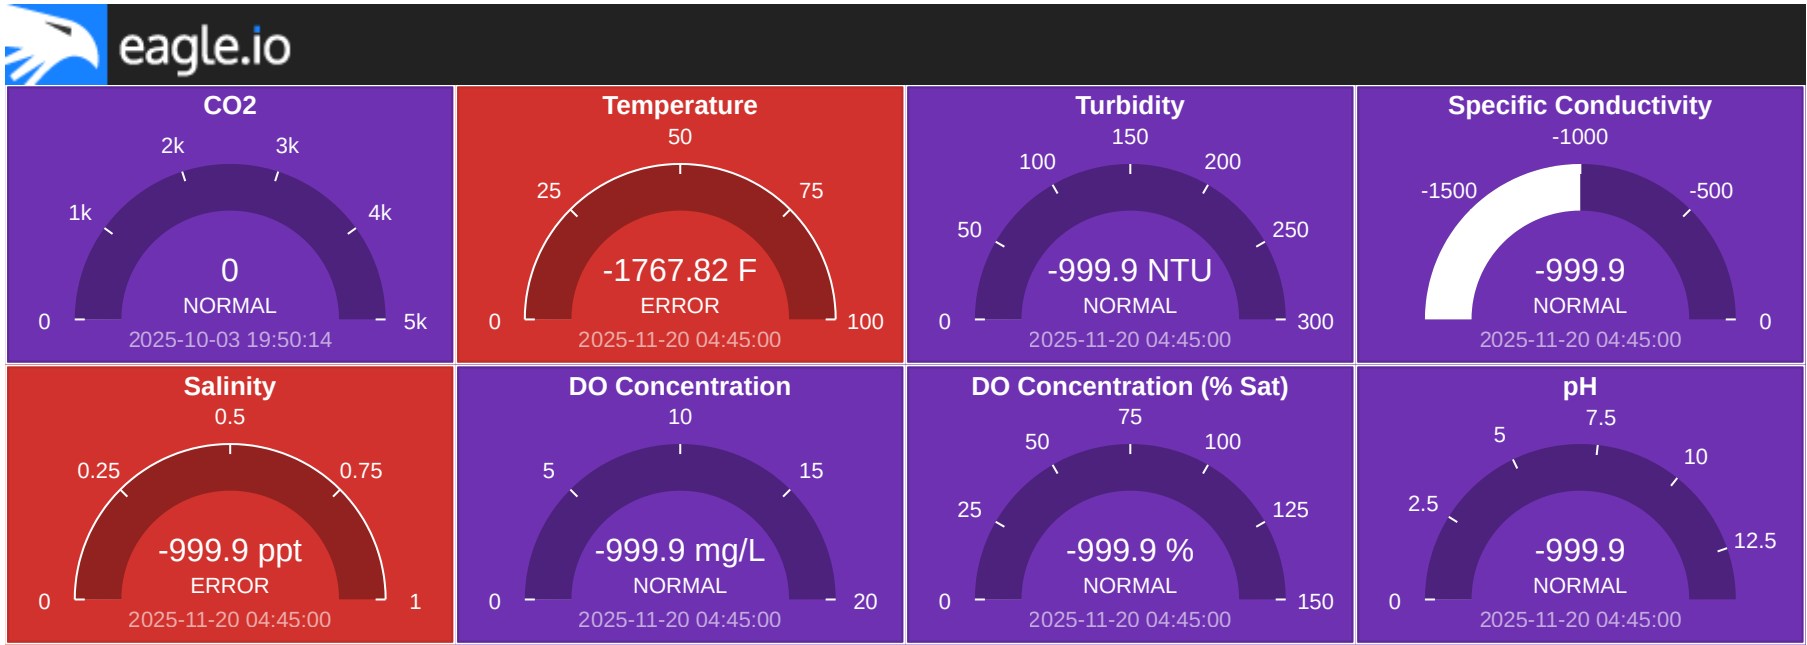 eagle.io
CO2
2k 3k
1k 4k
0
NORMAL
0 5k
2025-10-03 19:50:14
Temperature
50
25 75
-1767.82 F
ERROR
0 100
2025-11-20 04:45:00
Turbidity
150
100 200
50 250
-999.9 NTU
NORMAL
0 300
2025-11-20 04:45:00
Specific Conductivity
-1000
-1500 -500
-999.9
NORMAL
0
2025-11-20 04:45:00
Salinity
0.5
0.25 0.75
-999.9 ppt
ERROR
0 1
2025-11-20 04:45:00
DO Concentration
10
5 15
-999.9 mg/L
NORMAL
0 20
2025-11-20 04:45:00
DO Concentration (% Sat)
75
50 100
25 125
-999.9 %
NORMAL
0 150
2025-11-20 04:45:00
pH
7.5
5 10
2.5 12.5
-999.9
NORMAL
0
2025-11-20 04:45:00